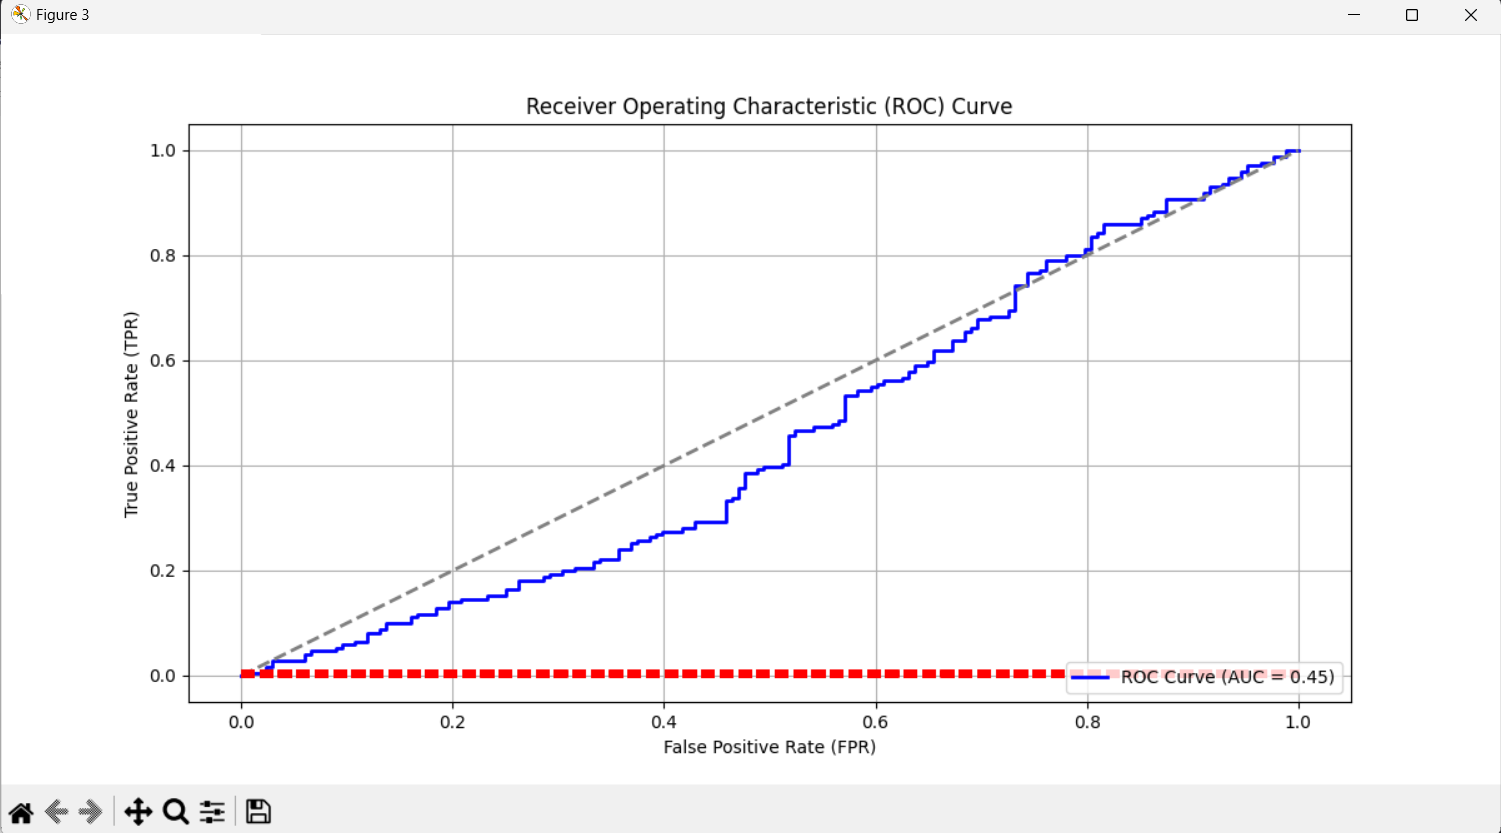 Figure 3
Receiver Operating Characteristic (ROC) Curve
True Positive Rate (TPR)
1.0
0.8
0.6
0.4
0.2
0.0
ROC Curve (AUC = 0.45)
0.0 0.2 0.4 0.6 0.8 1.0
False Positive Rate (FPR)